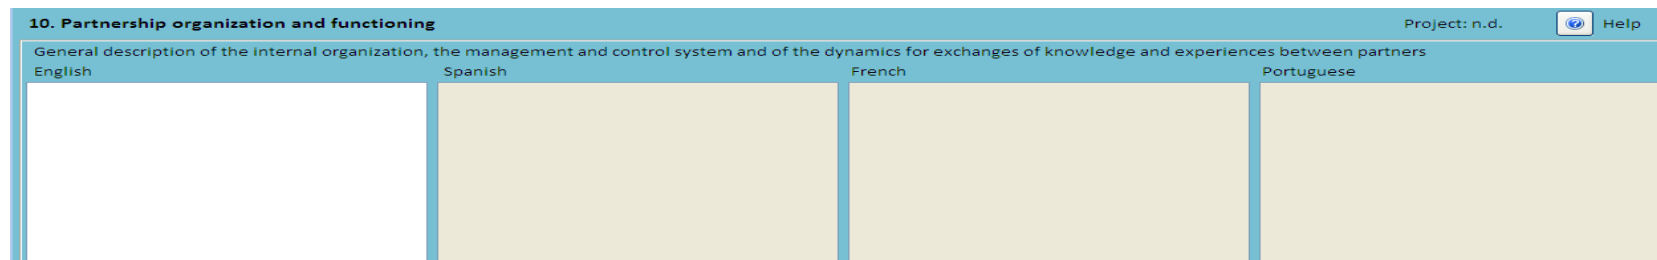 10. Partnership organization and functioning Project: n.d. Help
General description of the internal organization, the management and control system and of the dynamics for exchanges of knowledge and experiences between partners
English Spanish French Portuguese